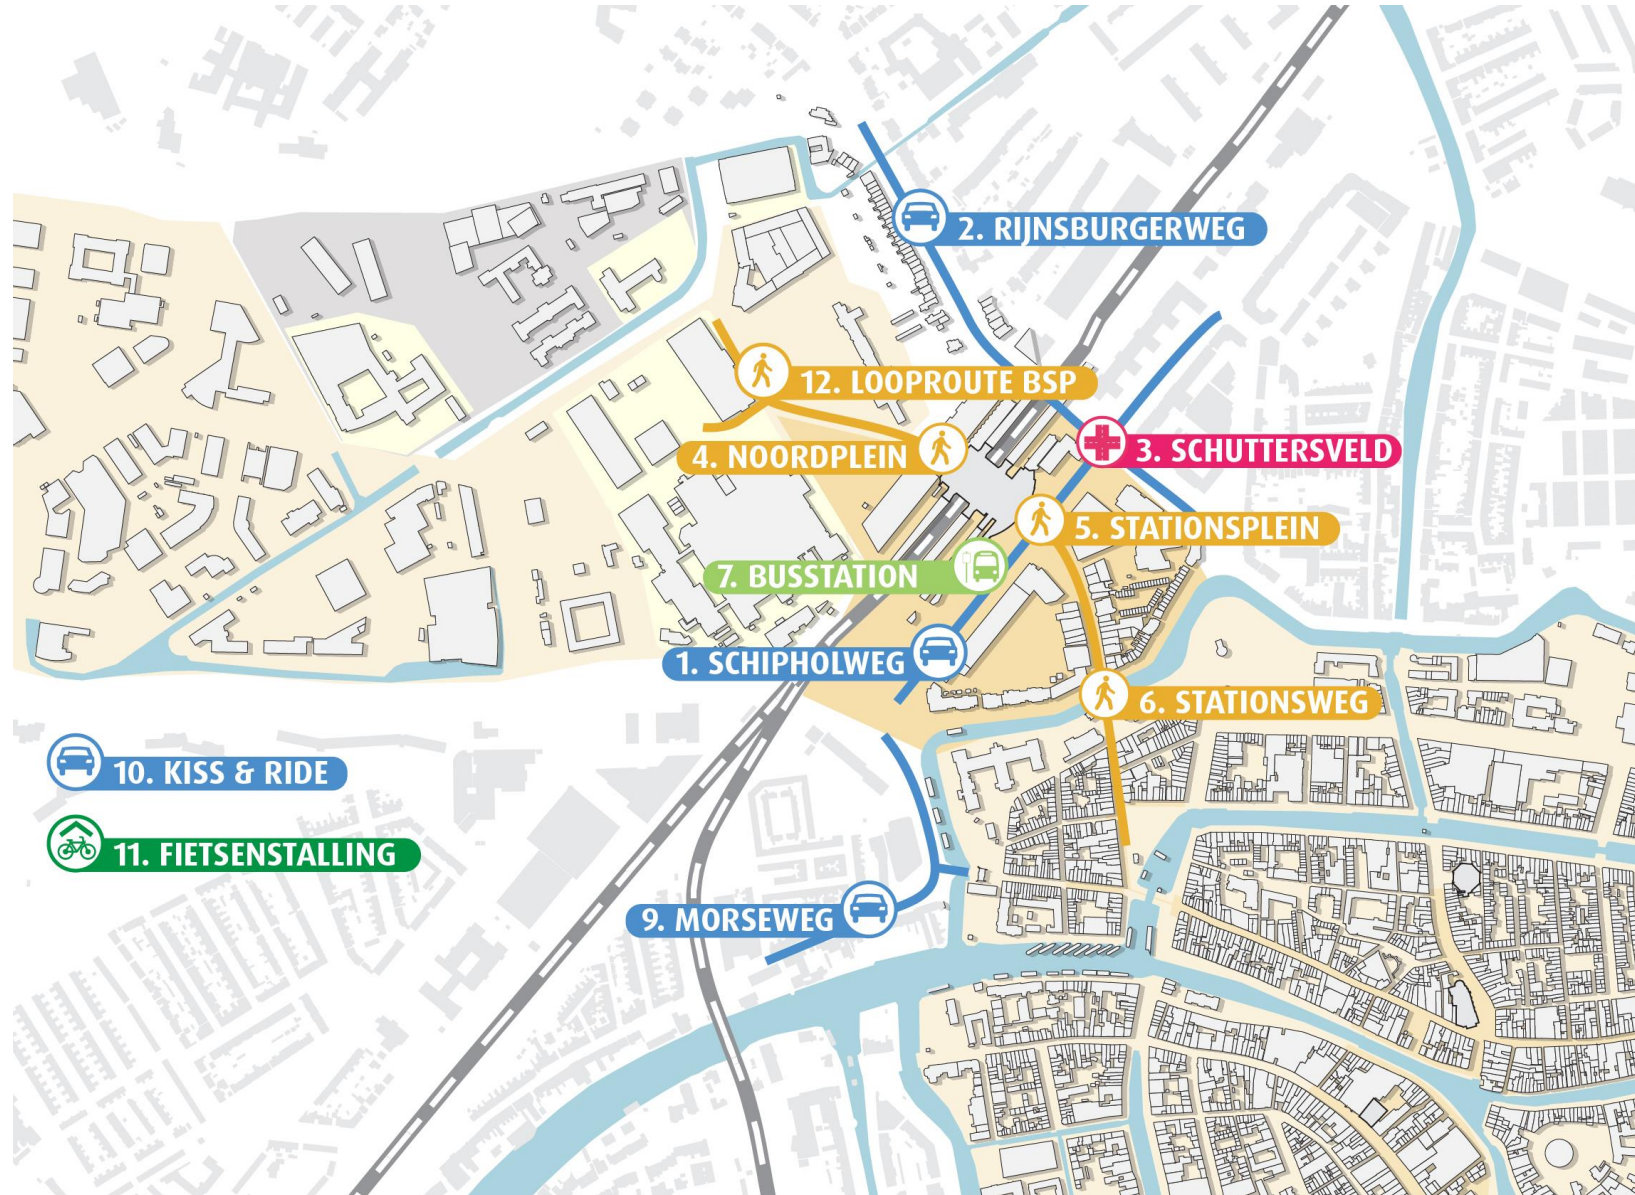 2. RIJNSBURGERWEG
12. LOOPROUTE BSP
4. NOORDPLEIN
3. SCHUTTERSVELD
5. STATIONSPLEIN
7. BUSSTATION
1. SCHIPHOLWEG
6. STATIONSWEG
10. KISS & RIDE
11. FIETSENSTALLING
9. MORSEWEG